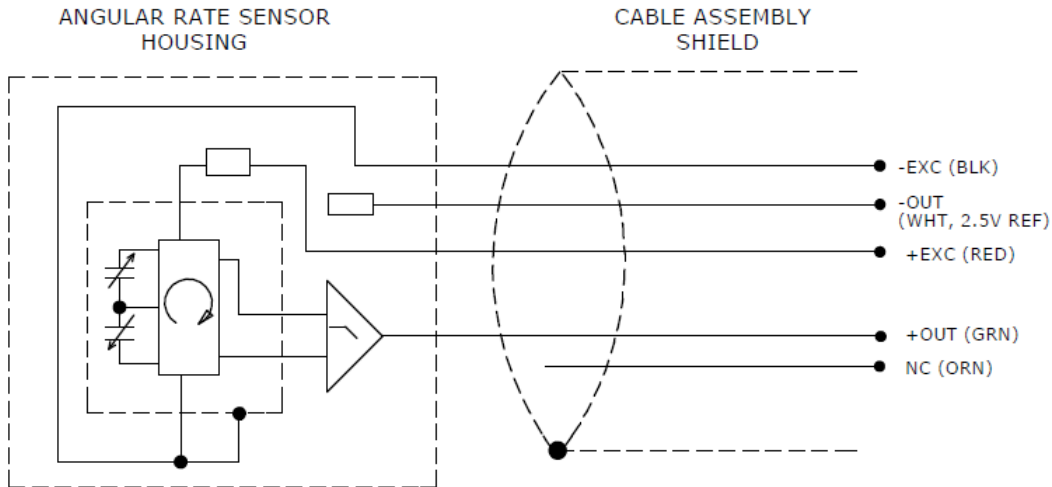 ANGULAR RATE SENSOR
HOUSING
CABLE ASSEMBLY
SHIELD
-EXC (BLK)
-OUT
(WHT, 2.5V REF)
+EXC (RED)
+OUT (GRN)
NC (ORN)